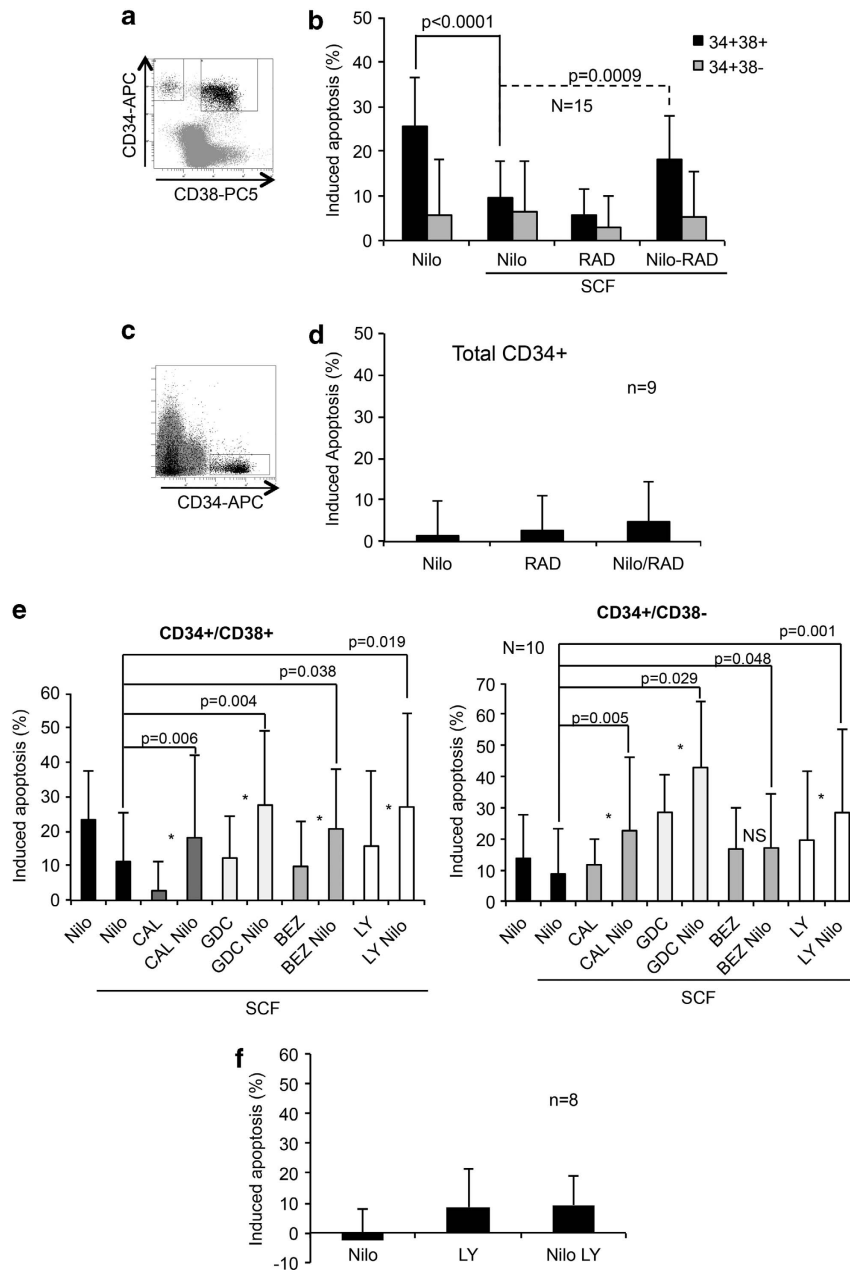 a
CD34-APC
CD38-PC5
b
p<0.0001
34+38+
34+38-
p=0.0009
N=15
Induced apoptosis (%)
50
40
30
20
10
0
Nilo
Nilo
RAD
Nilo-RAD
SCF
c
CD34-APC
d
Total CD34+
n=9
Induced Apoptosis (%)
50
40
30
20
10
0
Nilo
RAD
Nilo/RAD
e
CD34+/CD38+
p=0.019
p=0.038
p=0.004
p=0.006
*
*
*
*
Induced apoptosis (%)
60
50
40
30
20
10
0
Nilo
Nilo
CAL
CAL Nilo
GDC
GDC Nilo
BEZ
BEZ Nilo
LY
LY Nilo
SCF
CD34+/CD38-
N=10
p=0.001
p=0.048
p=0.029
p=0.005
*
*
NS
*
Induced apoptosis (%)
70
60
50
40
30
20
10
0
Nilo
Nilo
CAL
CAL Nilo
GDC
GDC Nilo
BEZ
BEZ Nilo
LY
LY Nilo
SCF
f
n=8
Induced apoptosis (%)
60
50
40
30
20
10
0
-10
Nilo
LY
Nilo LY